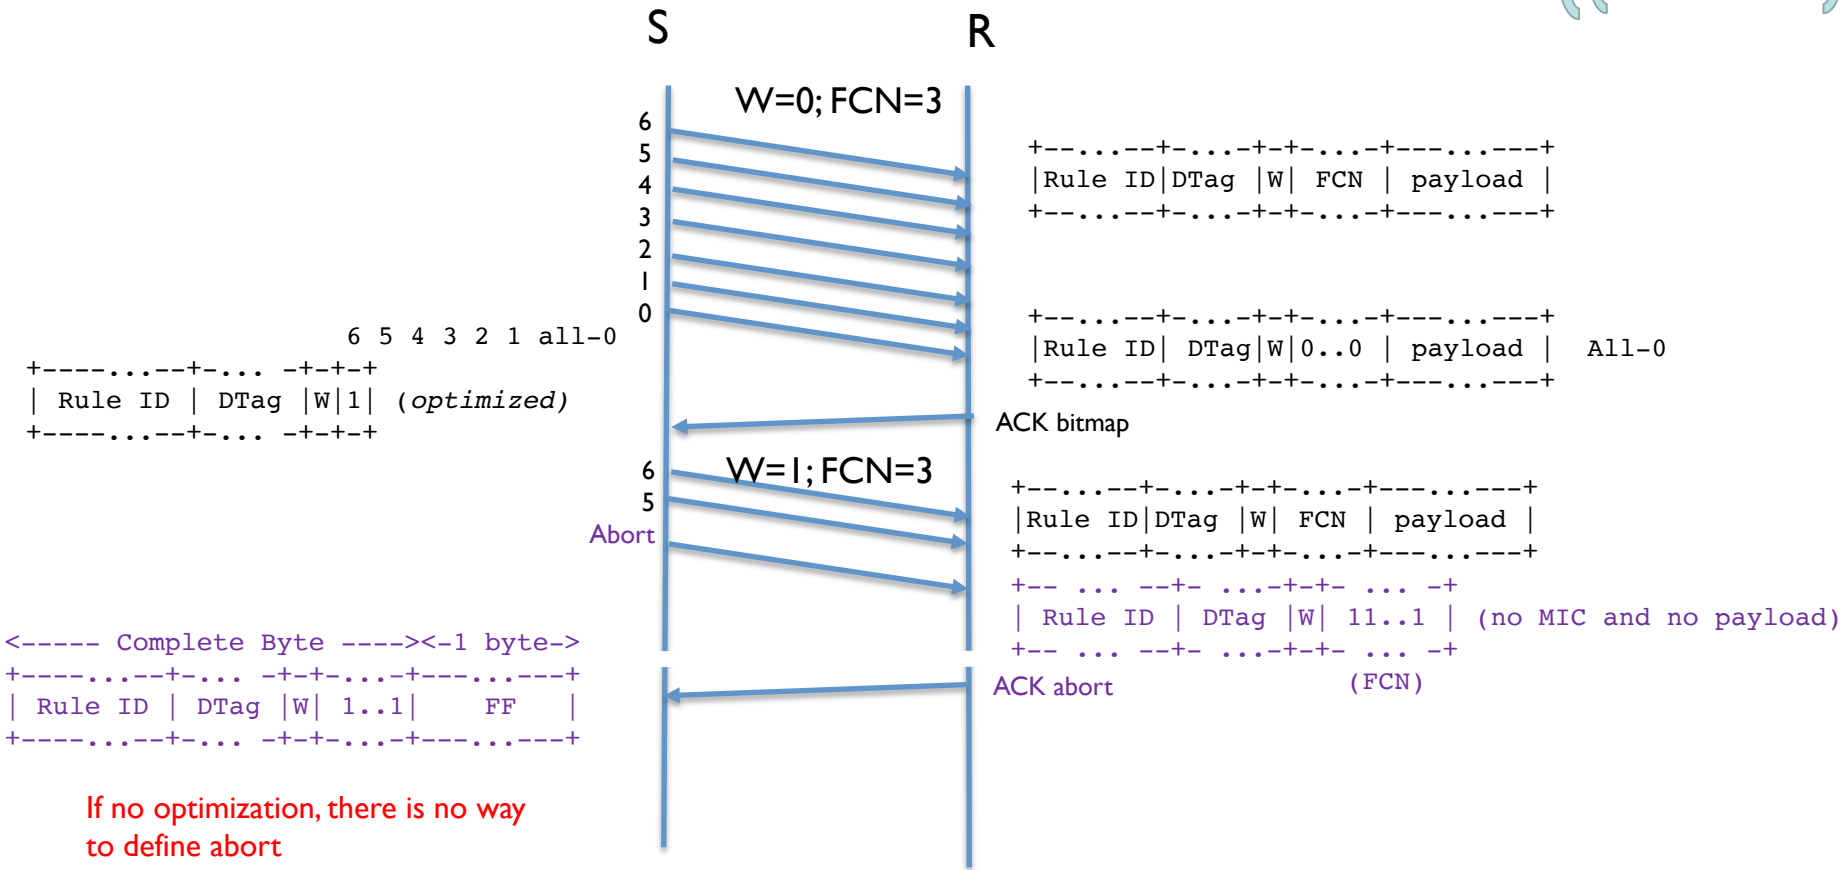 S
R
W=0; FCN=3
6
5
4
3
2
1
0
+--...--+-...-+-+-...-+---...---+
|Rule ID|DTag |W| FCN | payload |
+--...--+-...-+-+-...-+---...---+
6 5 4 3 2 1 all-0
+----...--+-... -+-+-+
| Rule ID | DTag |W|1| (optimized)
+----...--+-... -+-+-+
+--...--+-...-+-+-...-+---...---+
|Rule ID| DTag|W|0..0 | payload | All-0
+--...--+-...-+-+-...-+---...---+
ACK bitmap
W=1; FCN=3
6
5
Abort
+--...--+-...-+-+-...-+---...---+
|Rule ID|DTag |W| FCN | payload |
+--...--+-...-+-+-...-+---...---+
+-- ... --+- ...-+-+- ... -+
| Rule ID | DTag |W| 11..1 | (no MIC and no payload)
+-- ... --+- ...-+-+- ... -+
(FCN)
ACK abort
<----- Complete Byte ----><-1 byte->
+----...--+-... -+-+-...-+---...---+
| Rule ID | DTag |W| 1..1| FF |
+----...--+-... -+-+-...-+---...---+
If no optimization, there is no way
to define abort